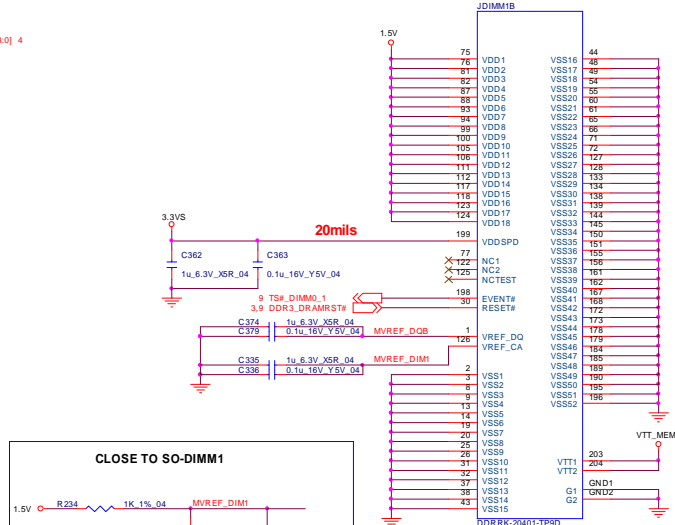 JDIMM1B
:0] 4
1.5V
75 VDD1 VSS16 44
76 VDD2 VSS17 48
81 VDD3 VSS18 49
82 VDD4 VSS19 54
87 VDD5 VSS20 55
88 VDD6 VSS21 60
93 VDD7 VSS22 61
94 VDD8 VSS23 65
99 VDD9 VSS24 66
100 VDD10 VSS25 71
105 VDD11 VSS26 72
106 VDD12 VSS27 127
111 VDD13 VSS28 128
112 VDD14 VSS29 133
117 VDD15 VSS30 134
118 VDD16 VSS31 138
123 VDD17 VSS32 139
124 VDD18 VSS33 144
VSS34 145
VSS35 150
VSS36 151
VSS37 155
VSS38 156
VSS39 161
VSS40 162
VSS41 167
VSS42 168
VSS43 172
VSS44 173
VSS45 178
VSS46 179
VSS47 184
VSS48 185
VSS49 189
VSS50 190
VSS51 195
VSS52 196
3.3VS
20mils
199 VDDSPD
C362
1u_6.3V_X5R_04
C363
0.1u_16V_Y5V_04
77 NC1
122 NC2
125 NCTEST
9 TS#_DIMM0_1 198 EVENT#
3,9 DDR3_DRAMRST# 30 RESET#
C374 1u_6.3V_X5R_04
C379 0.1u_16V_Y5V_04 MVREF_DQB 1 VREF_DQ
126 VREF_CA
C335 1u_6.3V_X5R_04 MVREF_DIM1
C336 0.1u_16V_Y5V_04
2 VSS1
3 VSS2
8 VSS3
9 VSS4
13 VSS5
14 VSS6
19 VSS7
20 VSS8
25 VSS9
26 VSS10
31 VSS11
32 VSS12
37 VSS13
38 VSS14
43 VSS15
VTT_MEM
VTT1 203
VTT2 204
G1 GND1
G2 GND2
DDRRK-20401-TP9D
CLOSE TO SO-DIMM1
1.5V R234 1K_1%_04 MVREF_DIM1